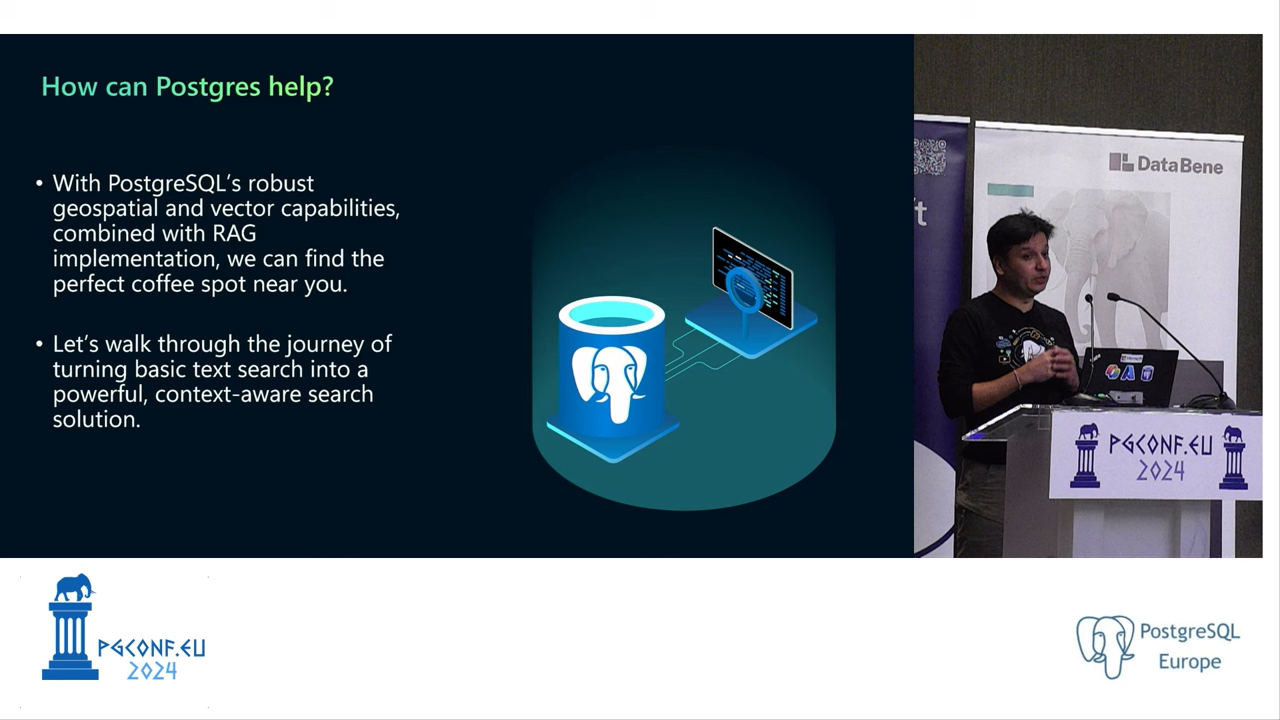 How can Postgres help?
• With PostgreSQL’s robust
geospatial and vector capabilities,
combined with RAG
implementation, we can find the
perfect coffee spot near you.
• Let’s walk through the journey of
turning basic text search into a
powerful, context-aware search
solution.
DataBene
PGCONF.EU
2024
PGCONF.EU
2024
PostgreSQL
Europe